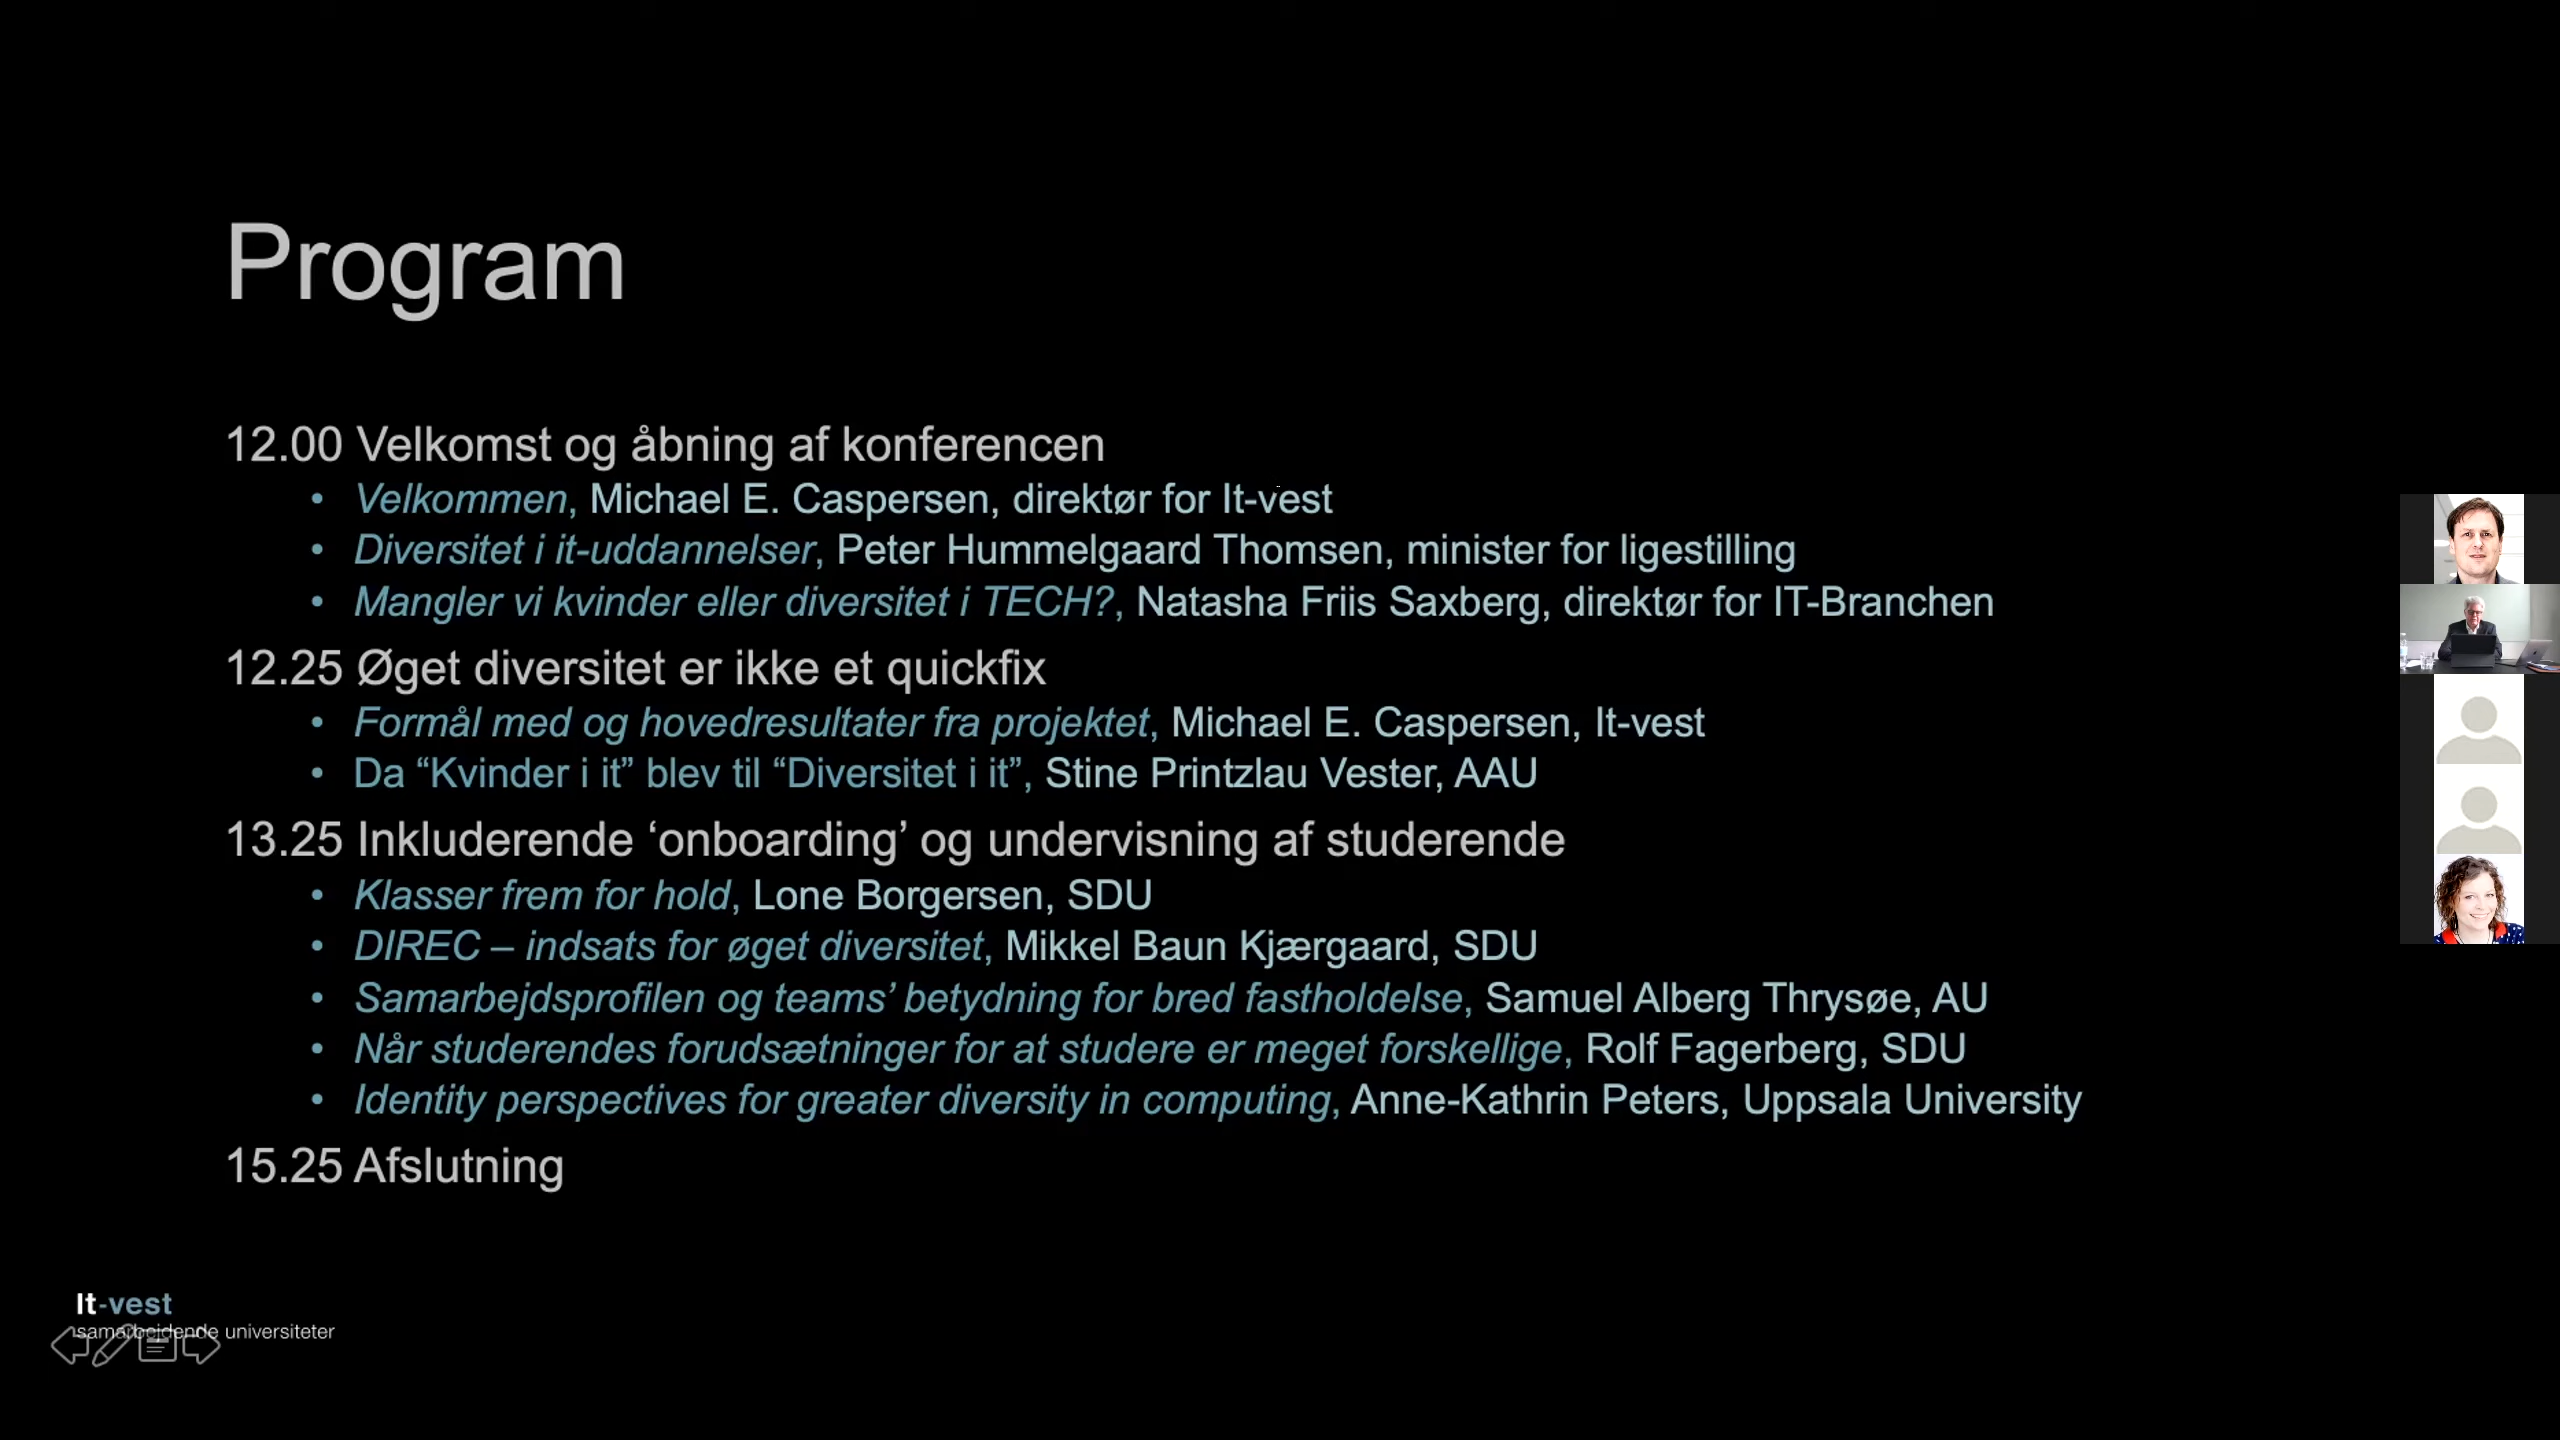 Program
12.00 Velkomst og åbning af konferencen
• Velkommen, Michael E. Caspersen, direktør for It-vest
• Diversitet i it-uddannelser, Peter Hummelgaard Thomsen, minister for ligestilling
• Mangler vi kvinder eller diversitet i TECH?, Natasha Friis Saxberg, direktør for IT-Branchen
12.25 Øget diversitet er ikke et quickfix
• Formål med og hovedresultater fra projektet, Michael E. Caspersen, It-vest
• Da “Kvinder i it” blev til “Diversitet i it”, Stine Printzlau Vester, AAU
13.25 Inkluderende ‘onboarding’ og undervisning af studerende
• Klasser frem for hold, Lone Borgersen, SDU
• DIREC – indsats for øget diversitet, Mikkel Baun Kjærgaard, SDU
• Samarbejdsprofilen og teams’ betydning for bred fastholdelse, Samuel Alberg Thrysøe, AU
• Når studerendes forudsætninger for at studere er meget forskellige, Rolf Fagerberg, SDU
• Identity perspectives for greater diversity in computing, Anne-Kathrin Peters, Uppsala University
15.25 Afslutning
It-vest
samarbejdende universiteter